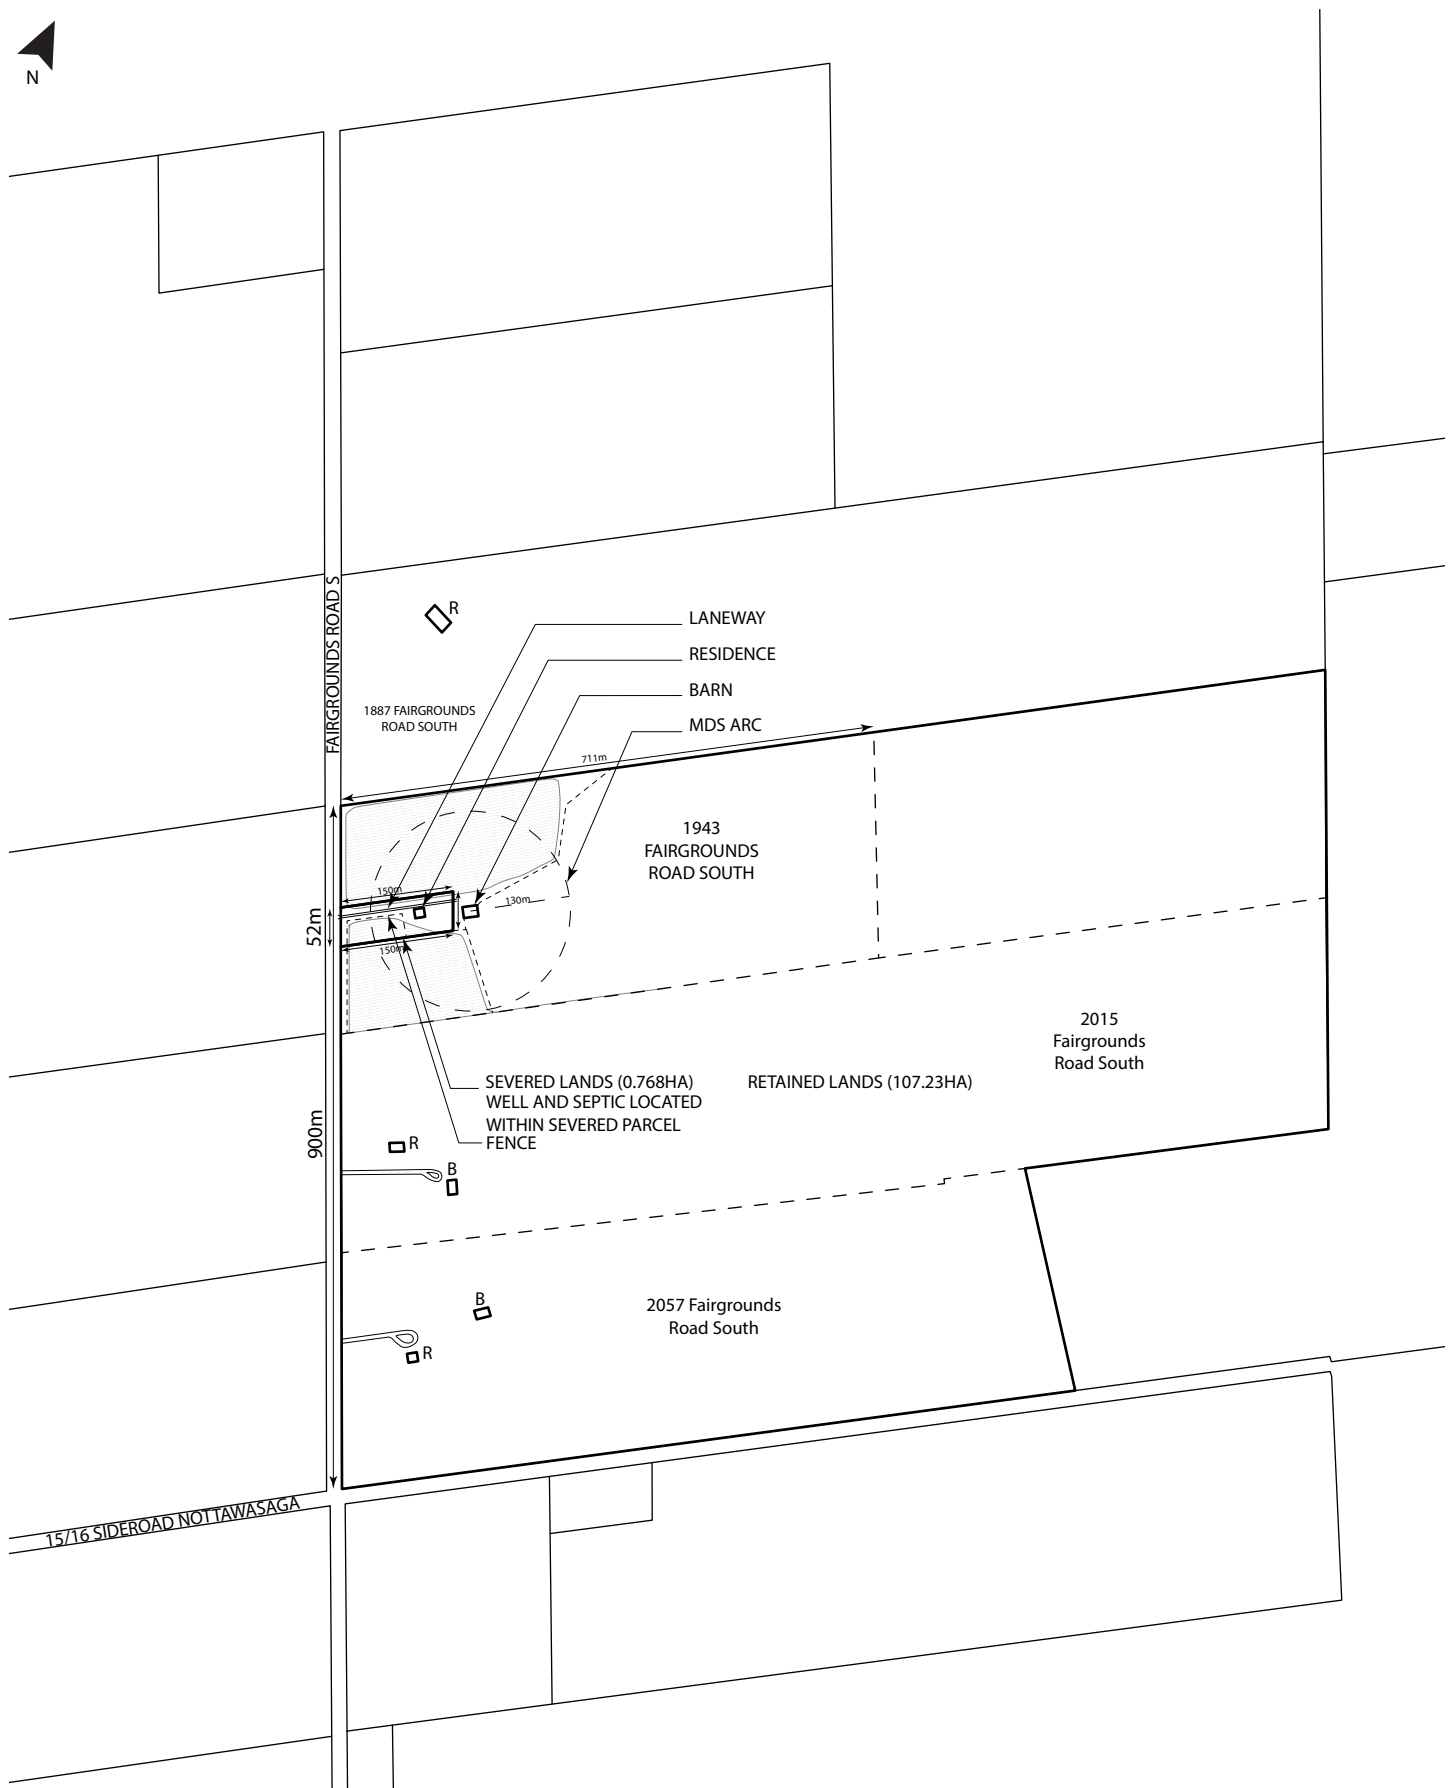 N
FAIRGROUNDS ROAD S
R
LANEWAY
RESIDENCE
BARN
MDS ARC
1887 FAIRGROUNDS
ROAD SOUTH
711m
1943
FAIRGROUNDS
ROAD SOUTH
150m
130m
52m
150m
2015
Fairgrounds
Road South
SEVERED LANDS (0.768HA)
WELL AND SEPTIC LOCATED
WITHIN SEVERED PARCEL
FENCE
RETAINED LANDS (107.23HA)
900m
R
B
B
2057 Fairgrounds
Road South
R
15/16 SIDEROAD NOTTAWASAGA